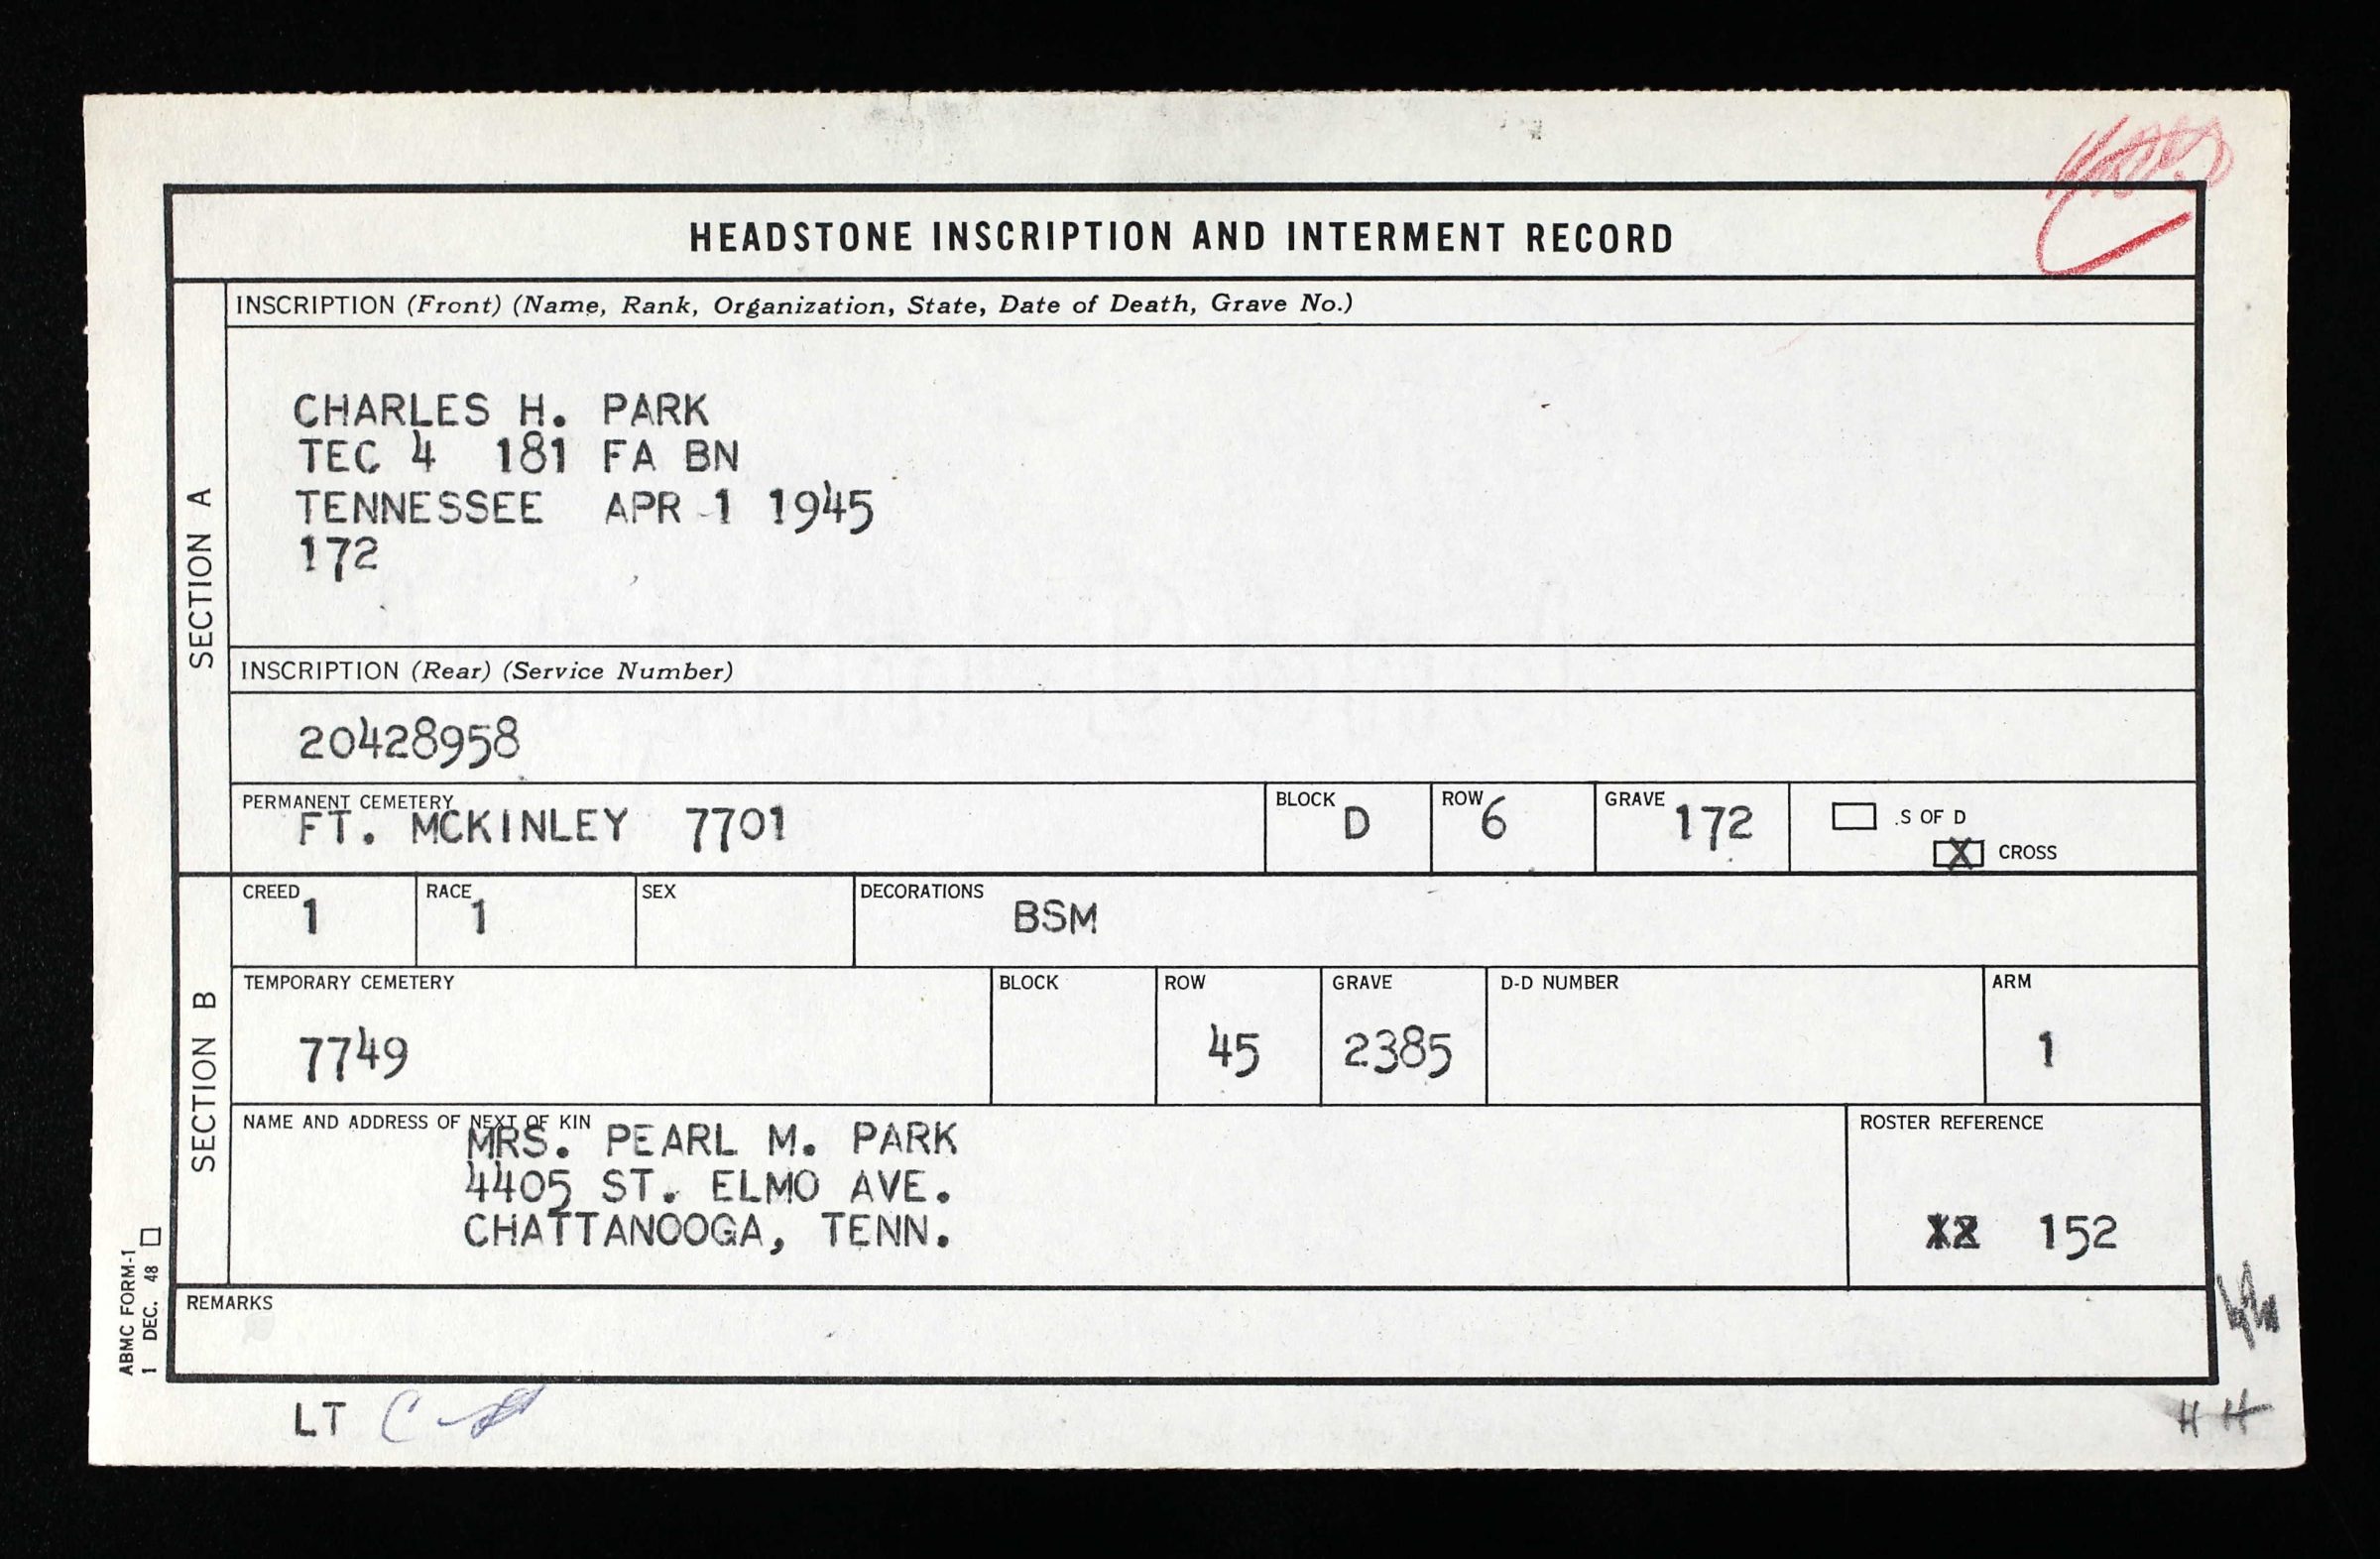 HEADSTONE INSCRIPTION AND INTERMENT RECORD
SECTION A
INSCRIPTION (Front) (Name, Rank, Organization, State, Date of Death, Grave No.)
CHARLES H. PARK
TEC 4 181 FA BN
TENNESSEE APR 1 1945
172
INSCRIPTION (Rear) (Service Number)
20428958
PERMANENT CEMETERY FT. MCKINLEY 7701 BLOCK D ROW 6 GRAVE 172 S OF D
X CROSS
SECTION B
CREED 1 RACE 1 SEX DECORATIONS BSM
TEMPORARY CEMETERY BLOCK ROW GRAVE D-D NUMBER ARM
7749 45 2385 1
NAME AND ADDRESS OF NEXT OF KIN ROSTER REFERENCE
MRS. PEARL M. PARK
4405 ST. ELMO AVE.
CHATTANOOGA, TENN. 152
REMARKS
ABMC FORM-1
1 DEC. 48
LT
H H